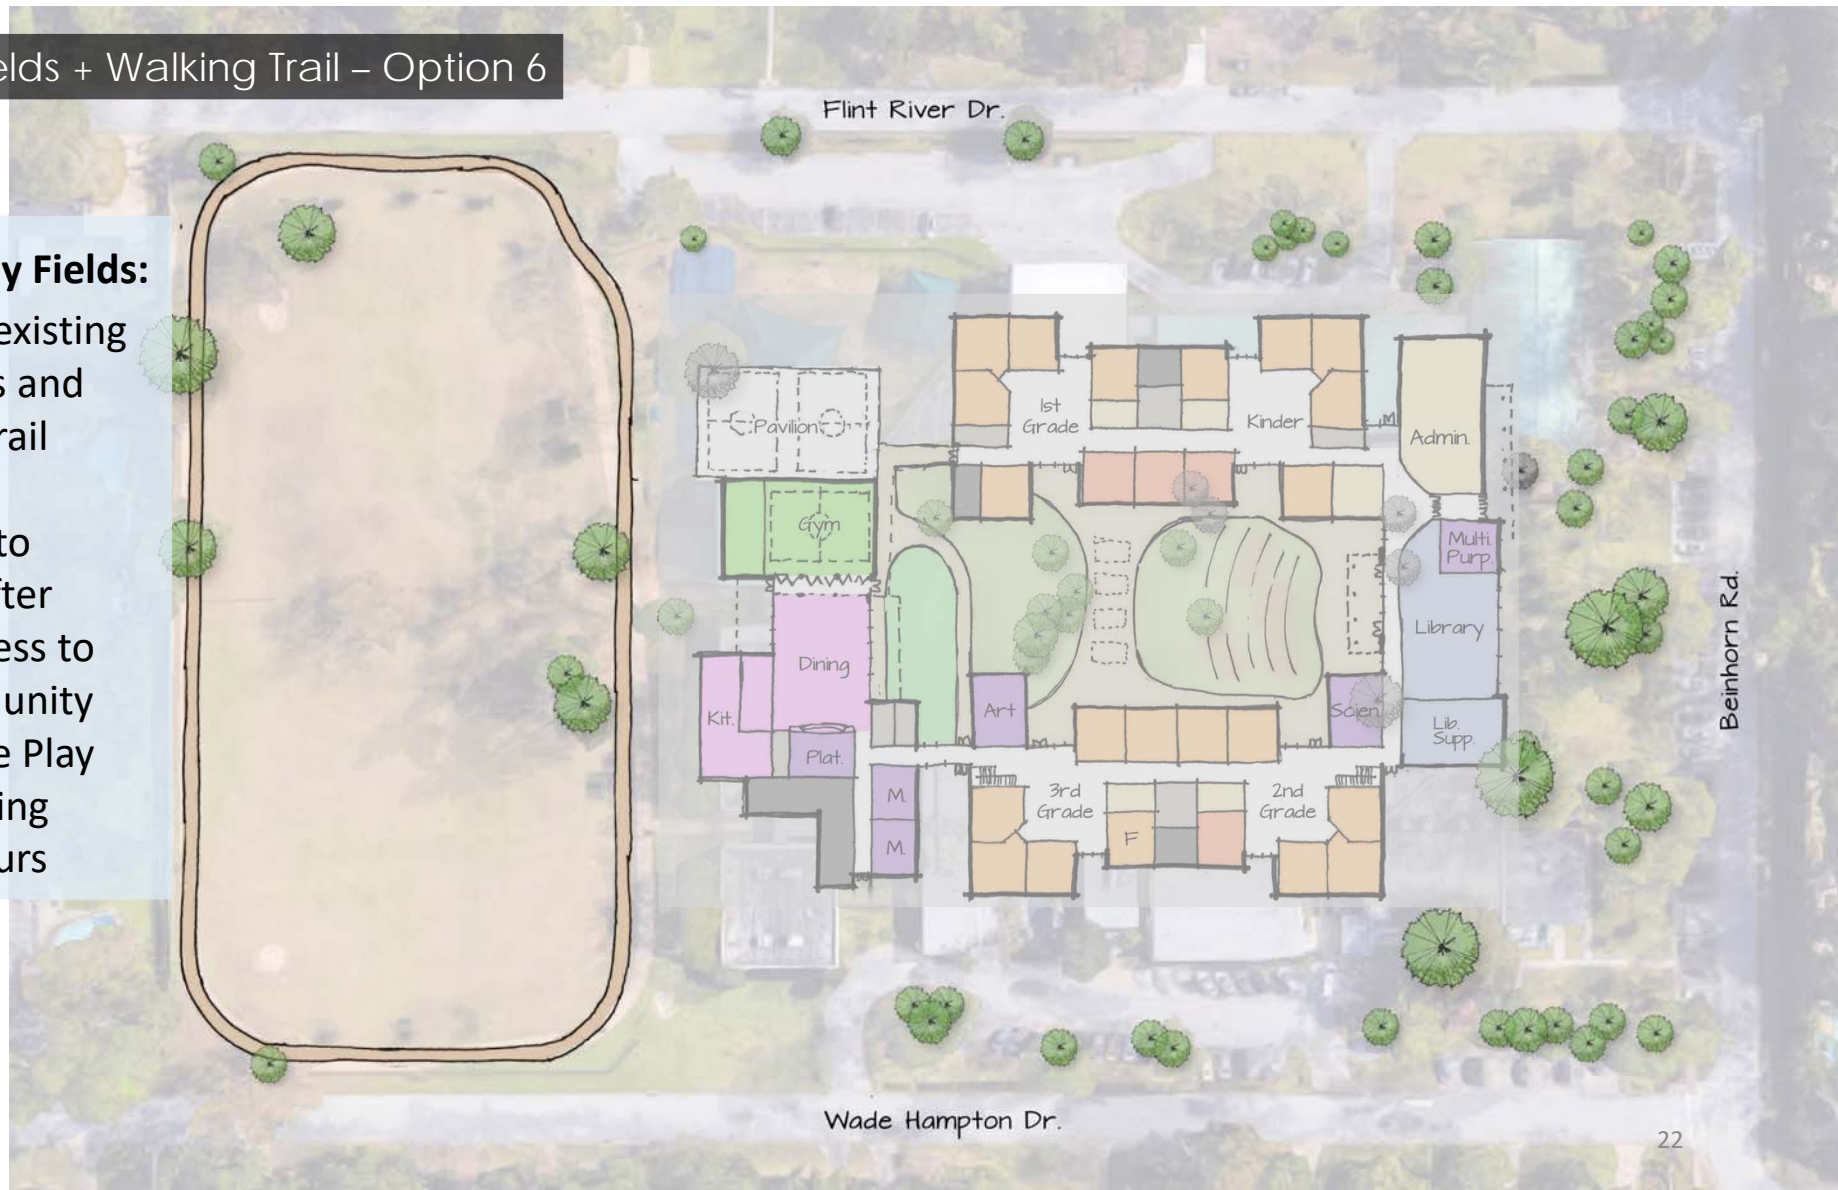 elds + Walking Trail – Option 6
Flint River Dr.
y Fields:
existing
s and
rail
to
fter
ess to
unity
e Play
ing
urs
1st
Grade
Kinder
Admin.
Pavilion
Gym
Multi.
Purp.
Library
Dining
Kit.
Art
Scien
Lib.
Supp.
Plat.
M.
M.
3rd
Grade
2nd
Grade
F
Beinhorn Rd.
Wade Hampton Dr.
22